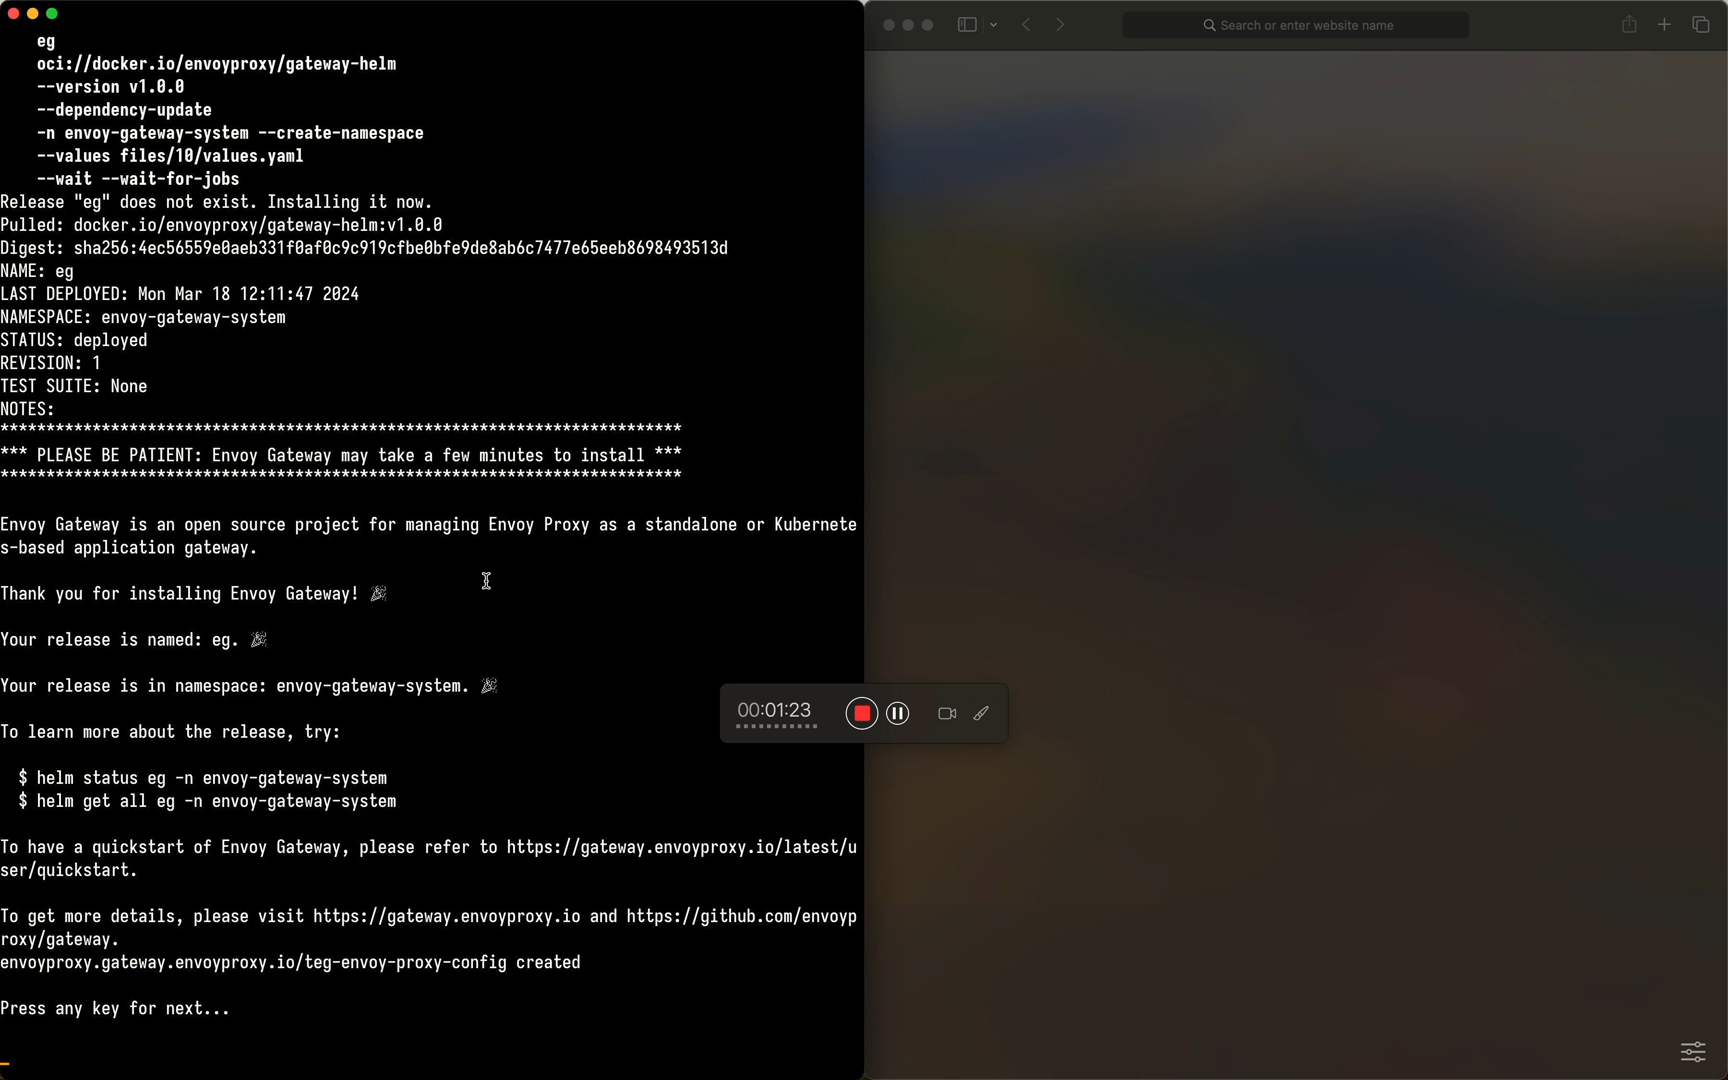 eg
oci://docker.io/envoyproxy/gateway-helm
--version v1.0.0
--dependency-update
-n envoy-gateway-system --create-namespace
--values files/10/values.yaml
--wait --wait-for-jobs
Release "eg" does not exist. Installing it now.
Pulled: docker.io/envoyproxy/gateway-helm:v1.0.0
Digest: sha256:4ec56559e0aeb331f0af0c9c919cfbe0bfe9de8ab6c7477e65eeb8698493513d
NAME: eg
LAST DEPLOYED: Mon Mar 18 12:11:47 2024
NAMESPACE: envoy-gateway-system
STATUS: deployed
REVISION: 1
TEST SUITE: None
NOTES:
**************************************************************************
*** PLEASE BE PATIENT: Envoy Gateway may take a few minutes to install ***
**************************************************************************
Envoy Gateway is an open source project for managing Envoy Proxy as a standalone or Kubernete
s-based application gateway.
Thank you for installing Envoy Gateway! 🎉
Your release is named: eg. 🎉
Your release is in namespace: envoy-gateway-system. 🎉
To learn more about the release, try:
$ helm status eg -n envoy-gateway-system
$ helm get all eg -n envoy-gateway-system
To have a quickstart of Envoy Gateway, please refer to https://gateway.envoyproxy.io/latest/u
ser/quickstart.
To get more details, please visit https://gateway.envoyproxy.io and https://github.com/envoyp
roxy/gateway.
envoyproxy.gateway.envoyproxy.io/teg-envoy-proxy-config created
Press any key for next...
Search or enter website name
00:01:23